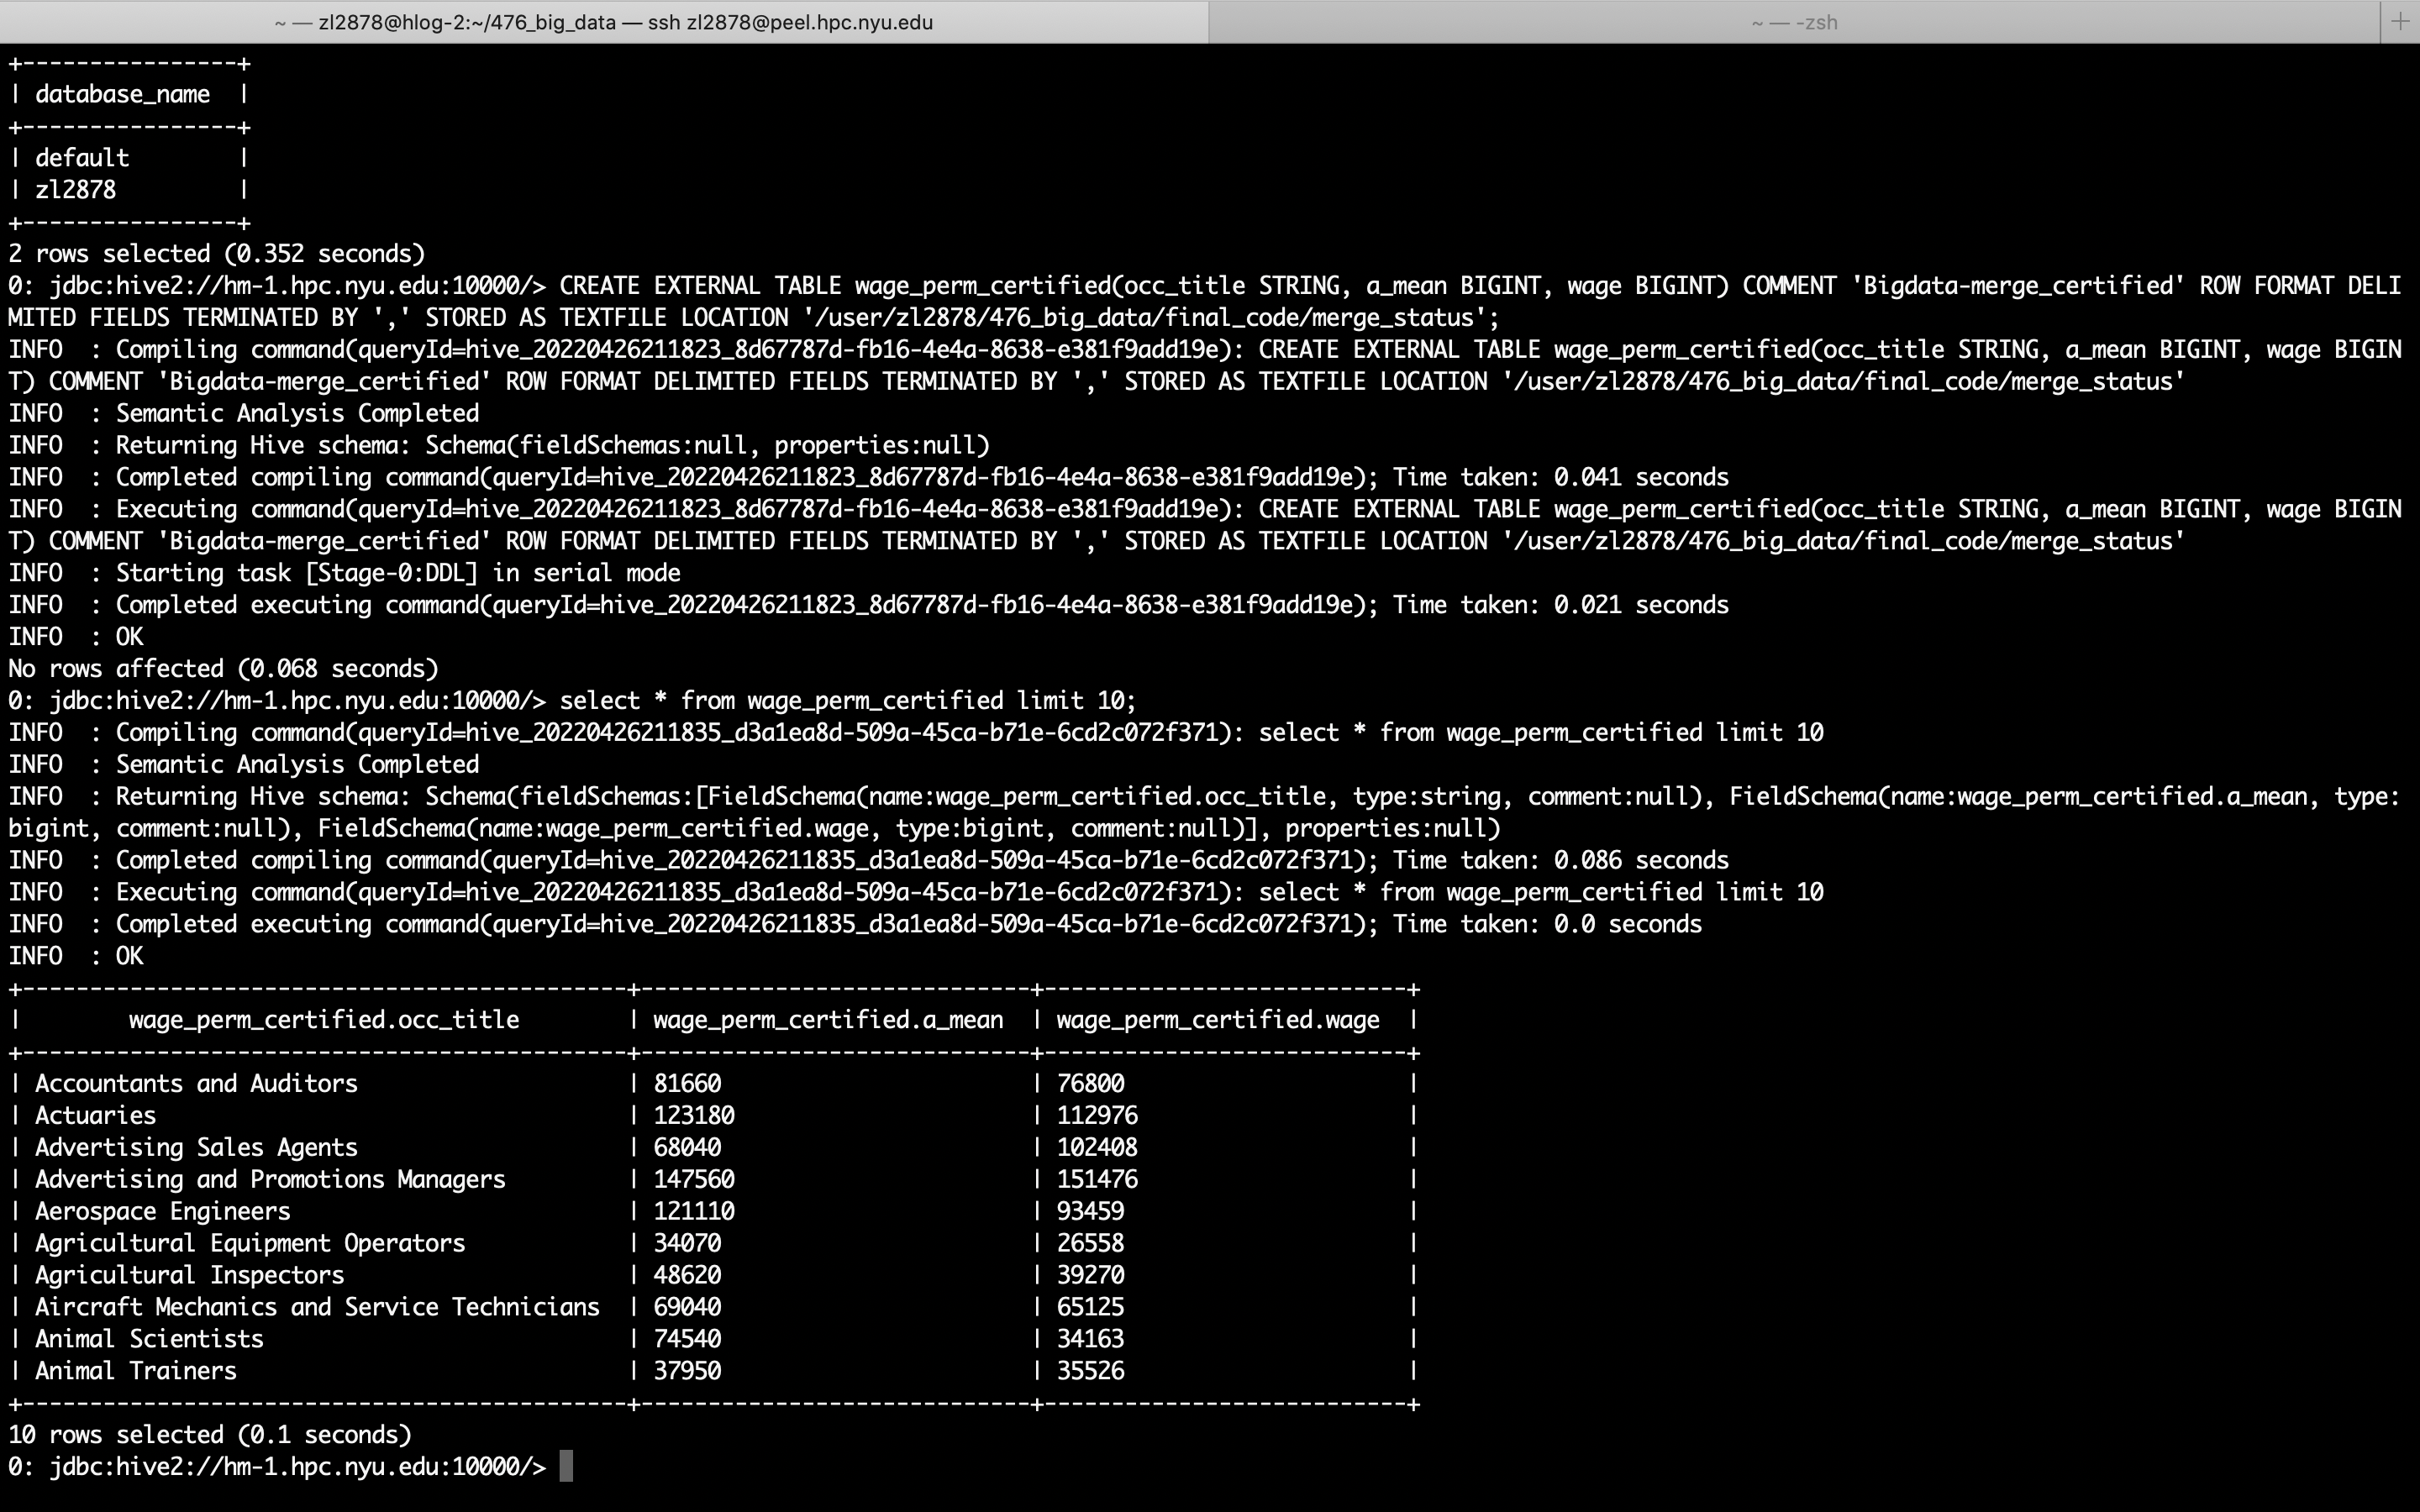 ~ — zl2878@hlog-2:~/476_big_data — ssh zl2878@peel.hpc.nyu.edu
~ — -zsh
+
+----------------+
| database_name  |
+----------------+
| default        |
| zl2878         |
+----------------+
2 rows selected (0.352 seconds)
0: jdbc:hive2://hm-1.hpc.nyu.edu:10000/> CREATE EXTERNAL TABLE wage_perm_certified(occ_title STRING, a_mean BIGINT, wage BIGINT) COMMENT 'Bigdata-merge_certified' ROW FORMAT DELI
MITED FIELDS TERMINATED BY ',' STORED AS TEXTFILE LOCATION '/user/zl2878/476_big_data/final_code/merge_status';
INFO  : Compiling command(queryId=hive_20220426211823_8d67787d-fb16-4e4a-8638-e381f9add19e): CREATE EXTERNAL TABLE wage_perm_certified(occ_title STRING, a_mean BIGINT, wage BIGIN
T) COMMENT 'Bigdata-merge_certified' ROW FORMAT DELIMITED FIELDS TERMINATED BY ',' STORED AS TEXTFILE LOCATION '/user/zl2878/476_big_data/final_code/merge_status'
INFO  : Semantic Analysis Completed
INFO  : Returning Hive schema: Schema(fieldSchemas:null, properties:null)
INFO  : Completed compiling command(queryId=hive_20220426211823_8d67787d-fb16-4e4a-8638-e381f9add19e); Time taken: 0.041 seconds
INFO  : Executing command(queryId=hive_20220426211823_8d67787d-fb16-4e4a-8638-e381f9add19e): CREATE EXTERNAL TABLE wage_perm_certified(occ_title STRING, a_mean BIGINT, wage BIGIN
T) COMMENT 'Bigdata-merge_certified' ROW FORMAT DELIMITED FIELDS TERMINATED BY ',' STORED AS TEXTFILE LOCATION '/user/zl2878/476_big_data/final_code/merge_status'
INFO  : Starting task [Stage-0:DDL] in serial mode
INFO  : Completed executing command(queryId=hive_20220426211823_8d67787d-fb16-4e4a-8638-e381f9add19e); Time taken: 0.021 seconds
INFO  : OK
No rows affected (0.068 seconds)
0: jdbc:hive2://hm-1.hpc.nyu.edu:10000/> select * from wage_perm_certified limit 10;
INFO  : Compiling command(queryId=hive_20220426211835_d3a1ea8d-509a-45ca-b71e-6cd2c072f371): select * from wage_perm_certified limit 10
INFO  : Semantic Analysis Completed
INFO  : Returning Hive schema: Schema(fieldSchemas:[FieldSchema(name:wage_perm_certified.occ_title, type:string, comment:null), FieldSchema(name:wage_perm_certified.a_mean, type:
bigint, comment:null), FieldSchema(name:wage_perm_certified.wage, type:bigint, comment:null)], properties:null)
INFO  : Completed compiling command(queryId=hive_20220426211835_d3a1ea8d-509a-45ca-b71e-6cd2c072f371); Time taken: 0.086 seconds
INFO  : Executing command(queryId=hive_20220426211835_d3a1ea8d-509a-45ca-b71e-6cd2c072f371): select * from wage_perm_certified limit 10
INFO  : Completed executing command(queryId=hive_20220426211835_d3a1ea8d-509a-45ca-b71e-6cd2c072f371); Time taken: 0.0 seconds
INFO  : OK
+---------------------------------------------+-----------------------------+---------------------------+
|        wage_perm_certified.occ_title        | wage_perm_certified.a_mean  | wage_perm_certified.wage  |
+---------------------------------------------+-----------------------------+---------------------------+
| Accountants and Auditors                    | 81660                       | 76800                     |
| Actuaries                                   | 123180                      | 112976                    |
| Advertising Sales Agents                    | 68040                       | 102408                    |
| Advertising and Promotions Managers         | 147560                      | 151476                    |
| Aerospace Engineers                         | 121110                      | 93459                     |
| Agricultural Equipment Operators            | 34070                       | 26558                     |
| Agricultural Inspectors                     | 48620                       | 39270                     |
| Aircraft Mechanics and Service Technicians  | 69040                       | 65125                     |
| Animal Scientists                           | 74540                       | 34163                     |
| Animal Trainers                             | 37950                       | 35526                     |
+---------------------------------------------+-----------------------------+---------------------------+
10 rows selected (0.1 seconds)
0: jdbc:hive2://hm-1.hpc.nyu.edu:10000/>